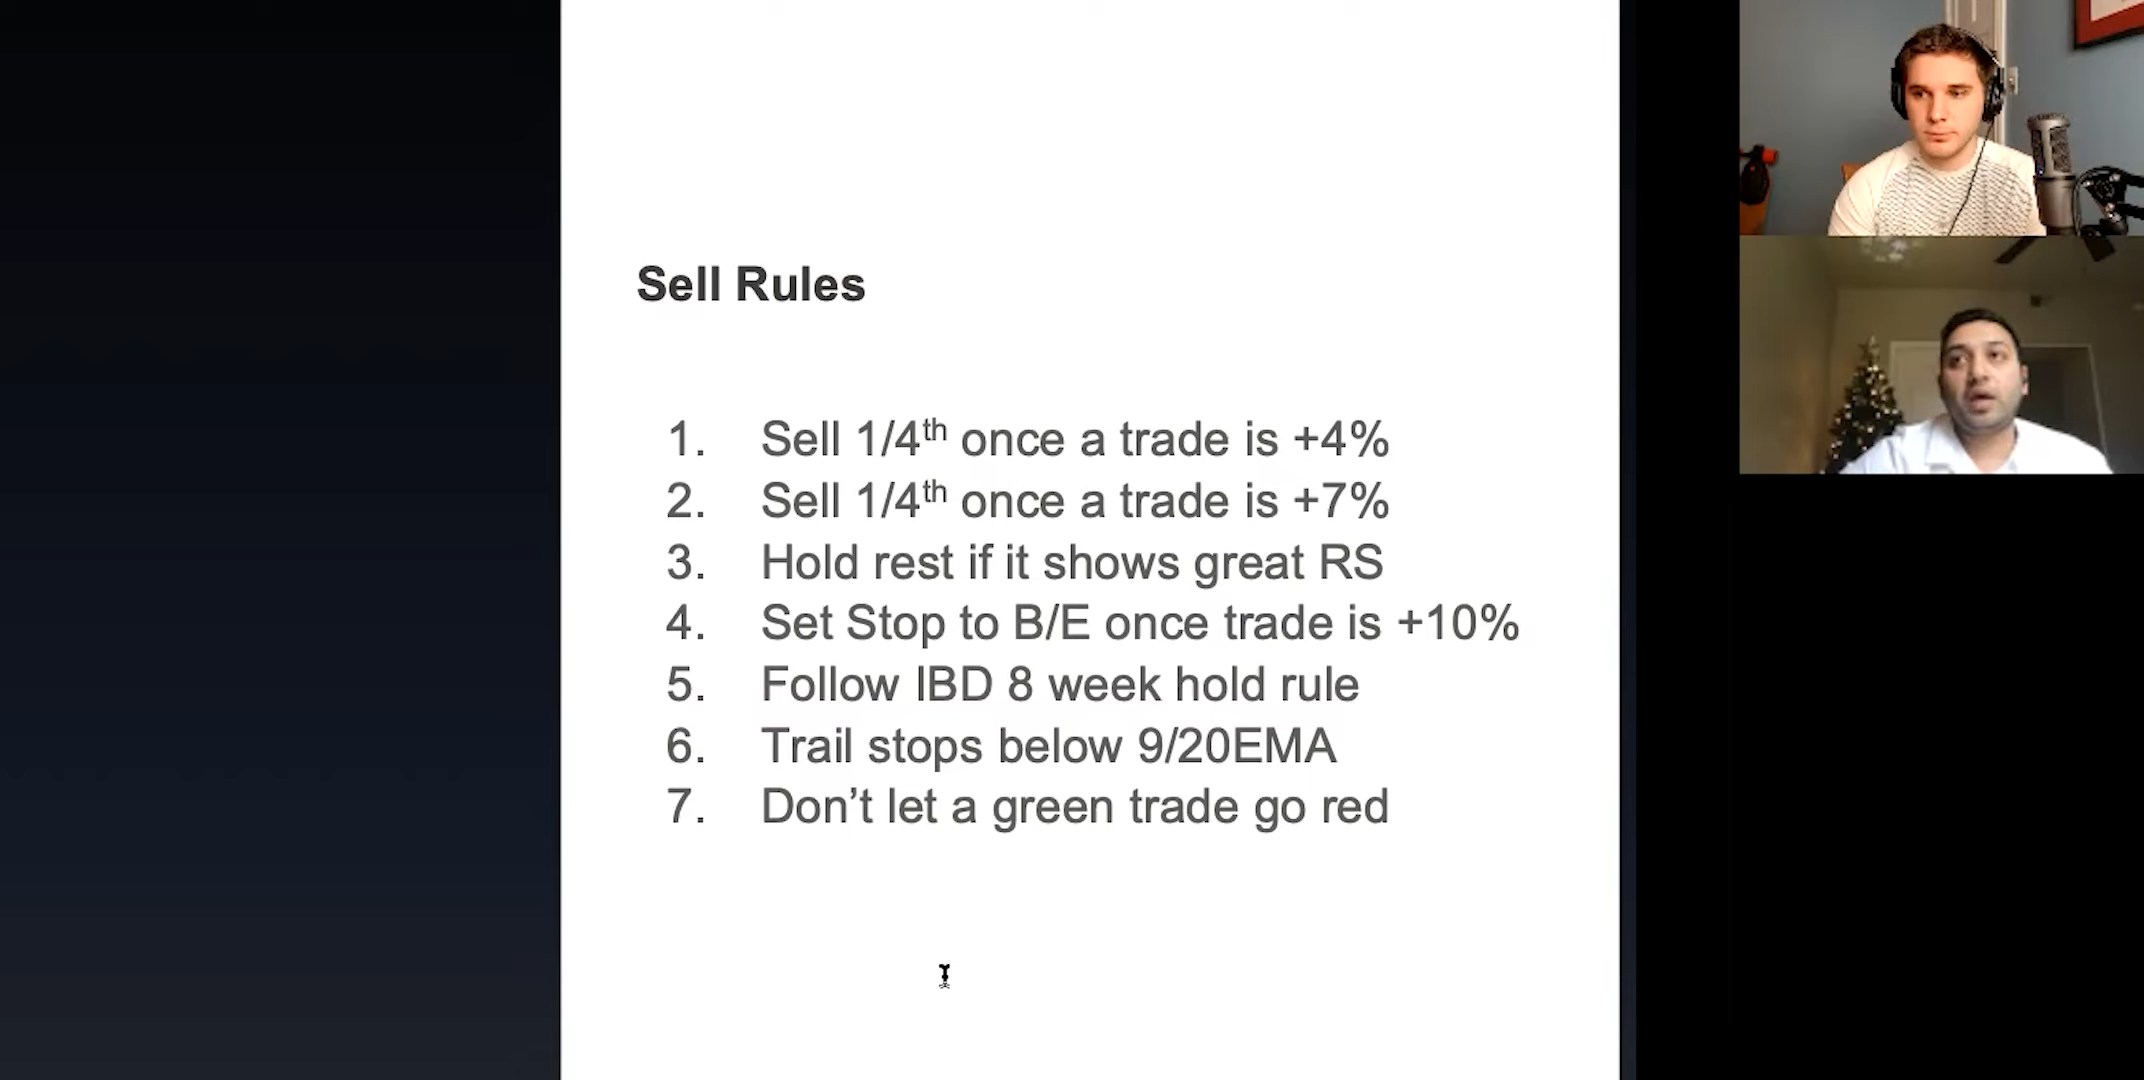 Sell Rules
1. Sell 1/4th once a trade is +4%
2. Sell 1/4th once a trade is +7%
3. Hold rest if it shows great RS
4. Set Stop to B/E once trade is +10%
5. Follow IBD 8 week hold rule
6. Trail stops below 9/20EMA
7. Don’t let a green trade go red